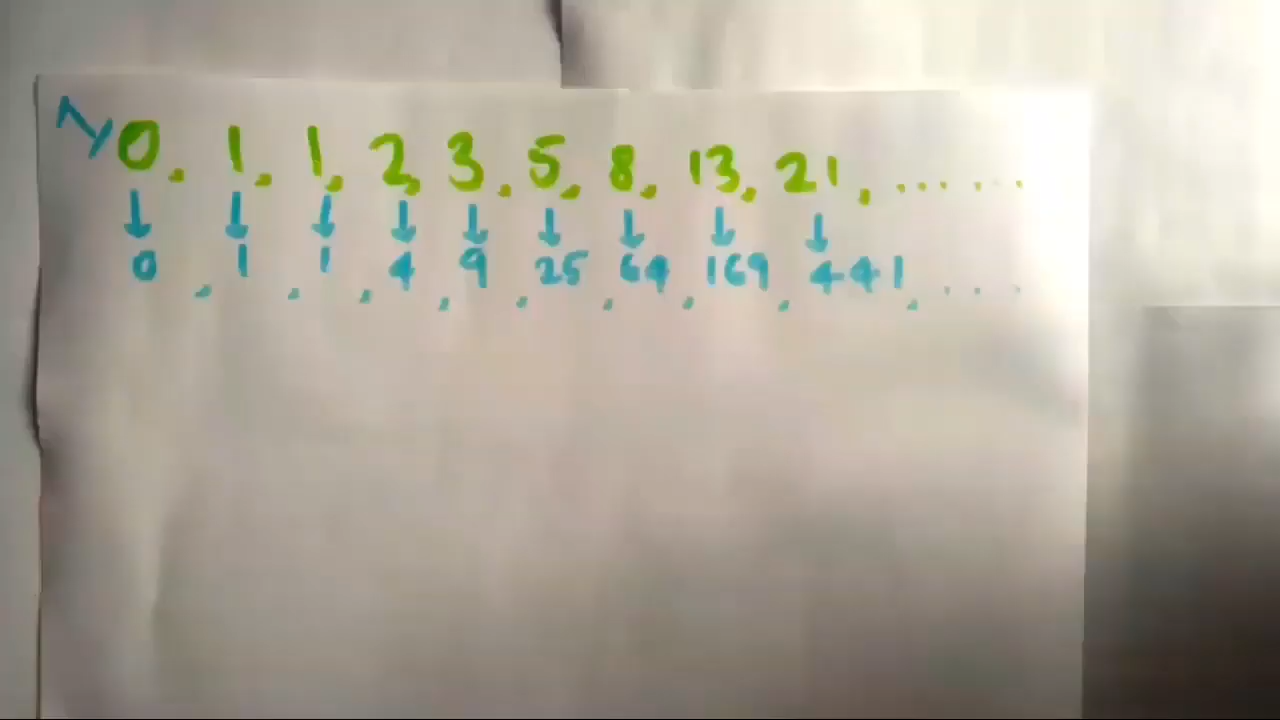 0, 1, 1, 2, 3, 5, 8, 13, 21, ......
↓ ↓ ↓ ↓ ↓ ↓ ↓ ↓ ↓
0, 1, 1, 4, 9, 25, 64, 169, 441, ...